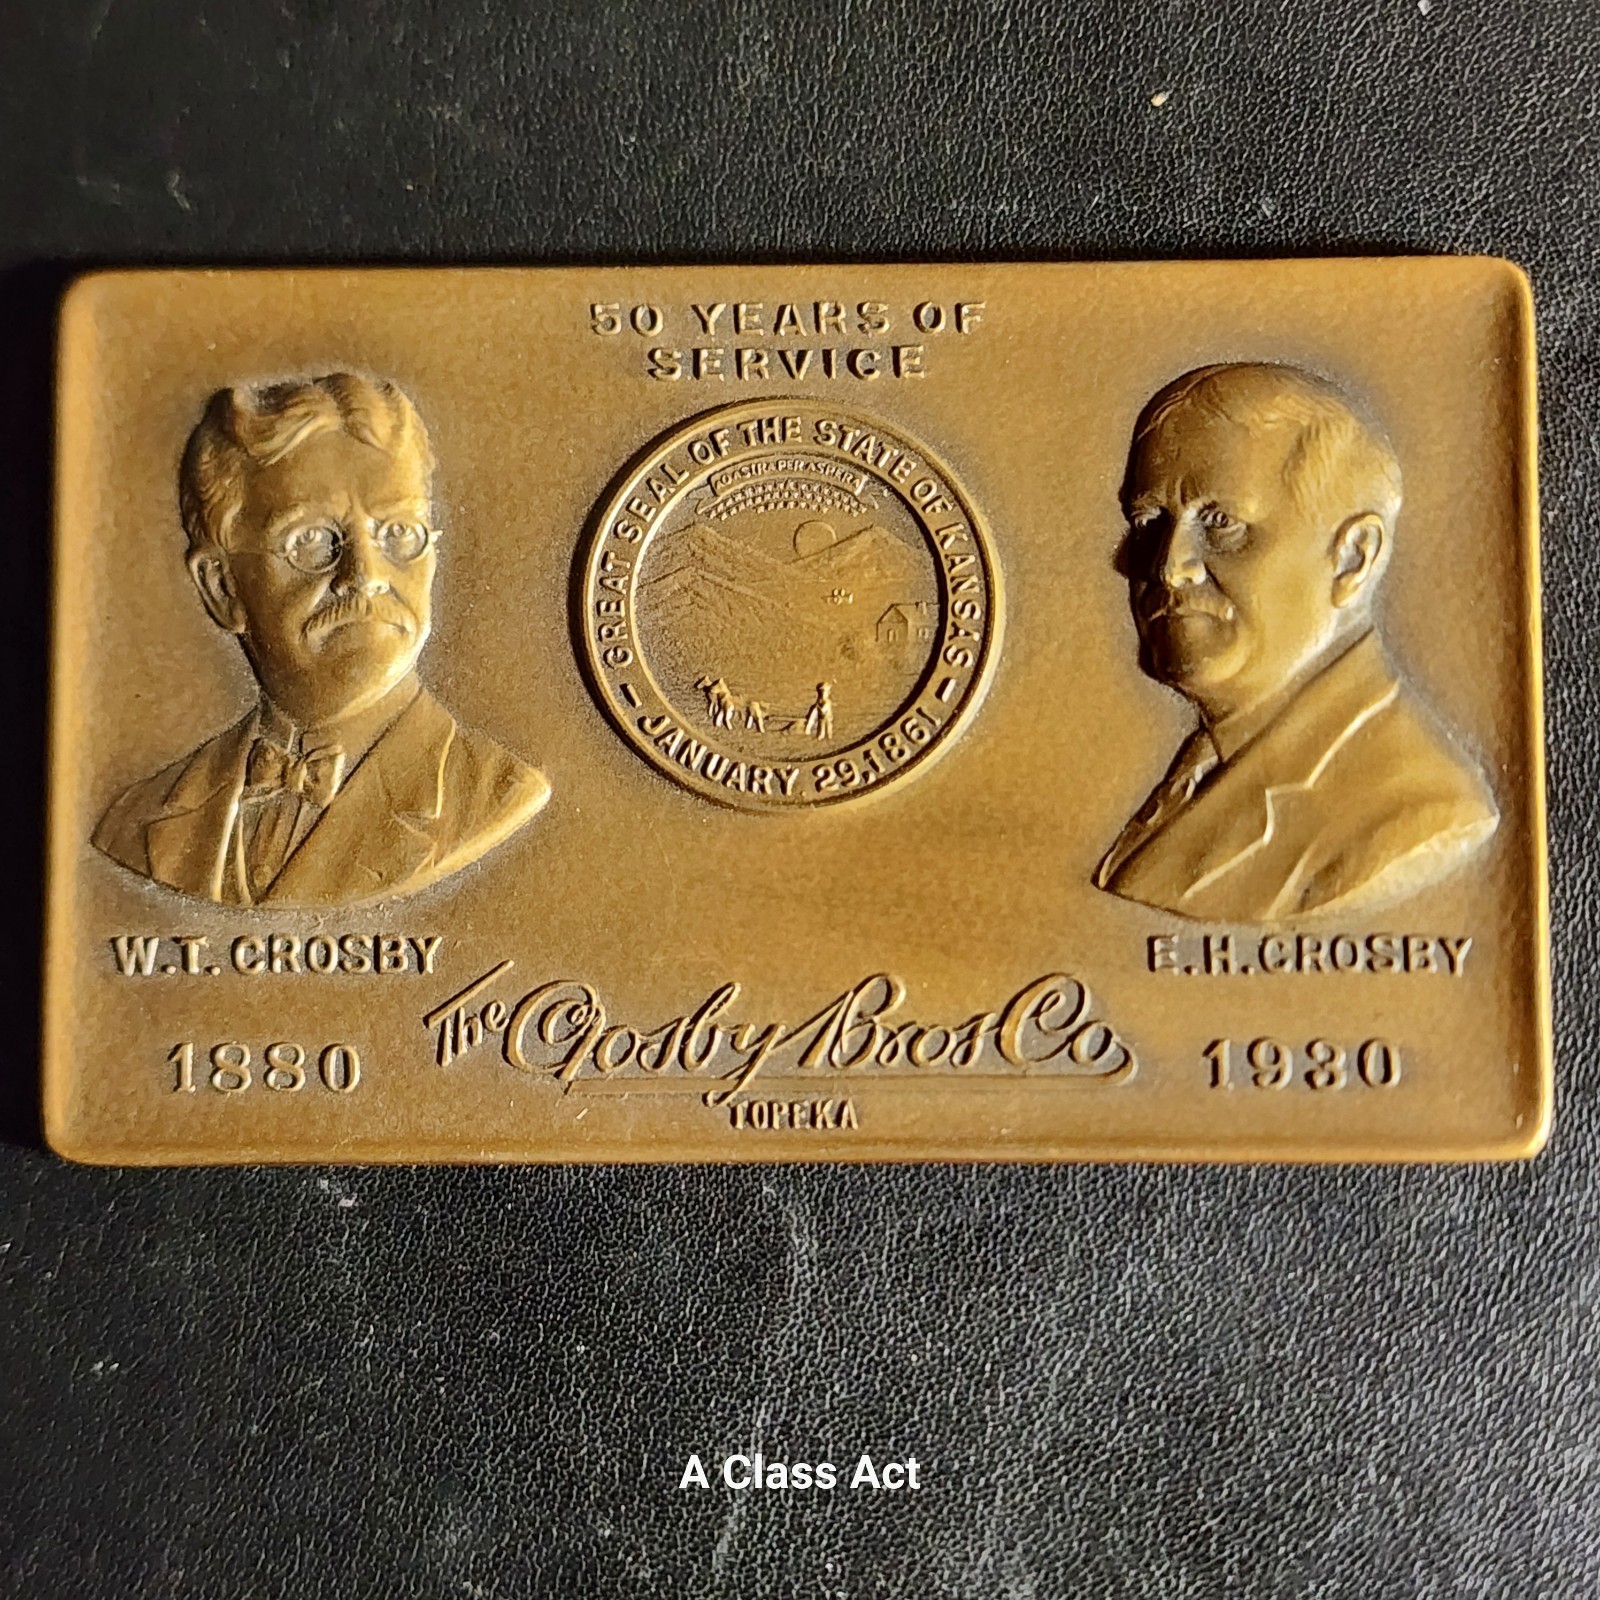 50 YEARS OF
SERVICE
GREAT SEAL OF THE STATE OF KANSAS
AD ASTRA PER ASPERA
JANUARY 29, 1861
W.T. CROSBY
E.H. CROSBY
1880
The Crosby Bros Co
1930
TOPEKA
A Class Act